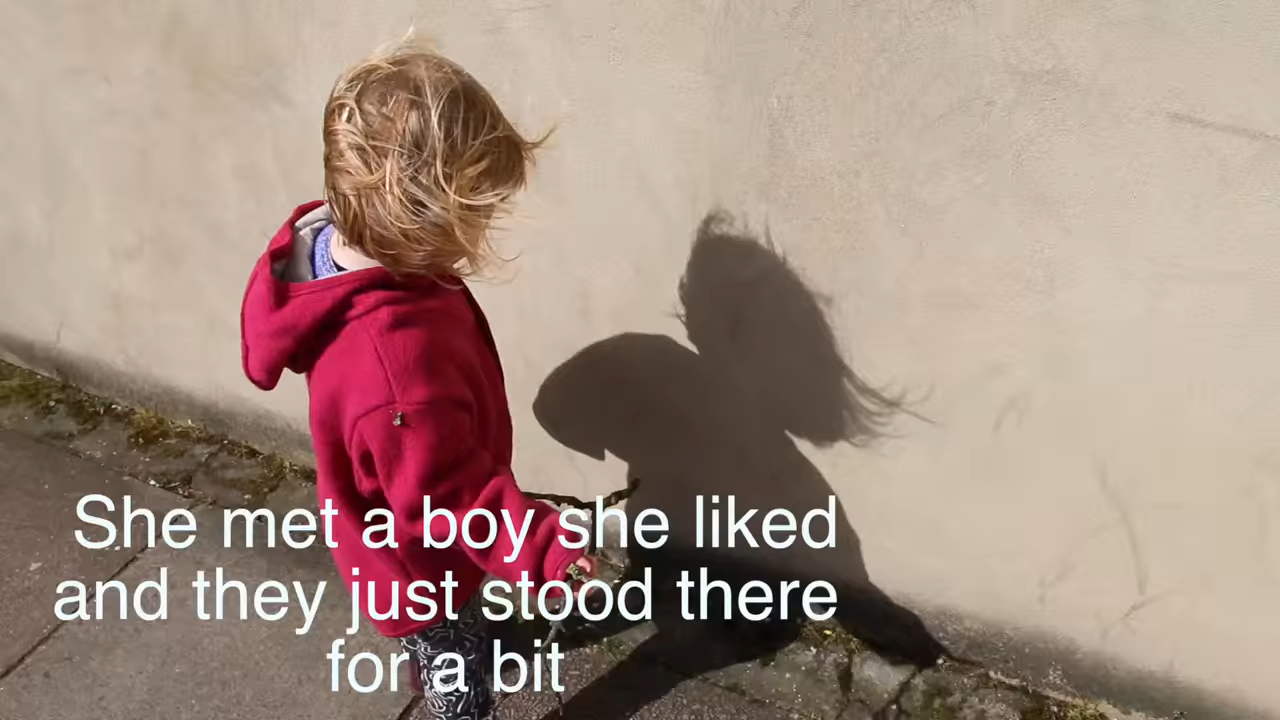 She met a boy she liked
and they just stood there
for a bit